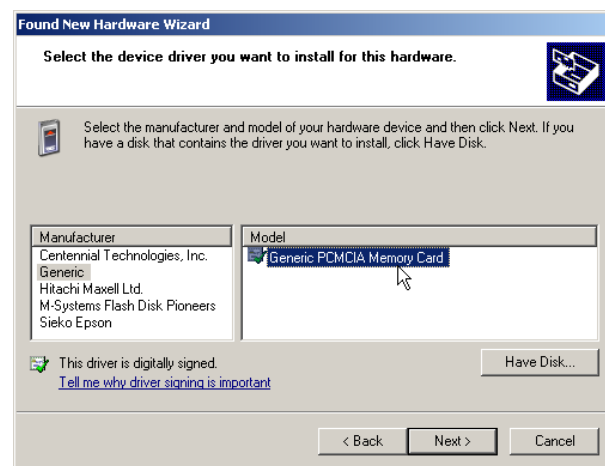 Found New Hardware Wizard
Select the device driver you want to install for this hardware.
Select the manufacturer and model of your hardware device and then click Next. If you
have a disk that contains the driver you want to install, click Have Disk.
Manufacturer
Centennial Technologies, Inc.
Generic
Hitachi Maxell Ltd.
M-Systems Flash Disk Pioneers
Sieko Epson
Model
Generic PCMCIA Memory Card
This driver is digitally signed.
Tell me why driver signing is important
Have Disk...
< Back
Next >
Cancel